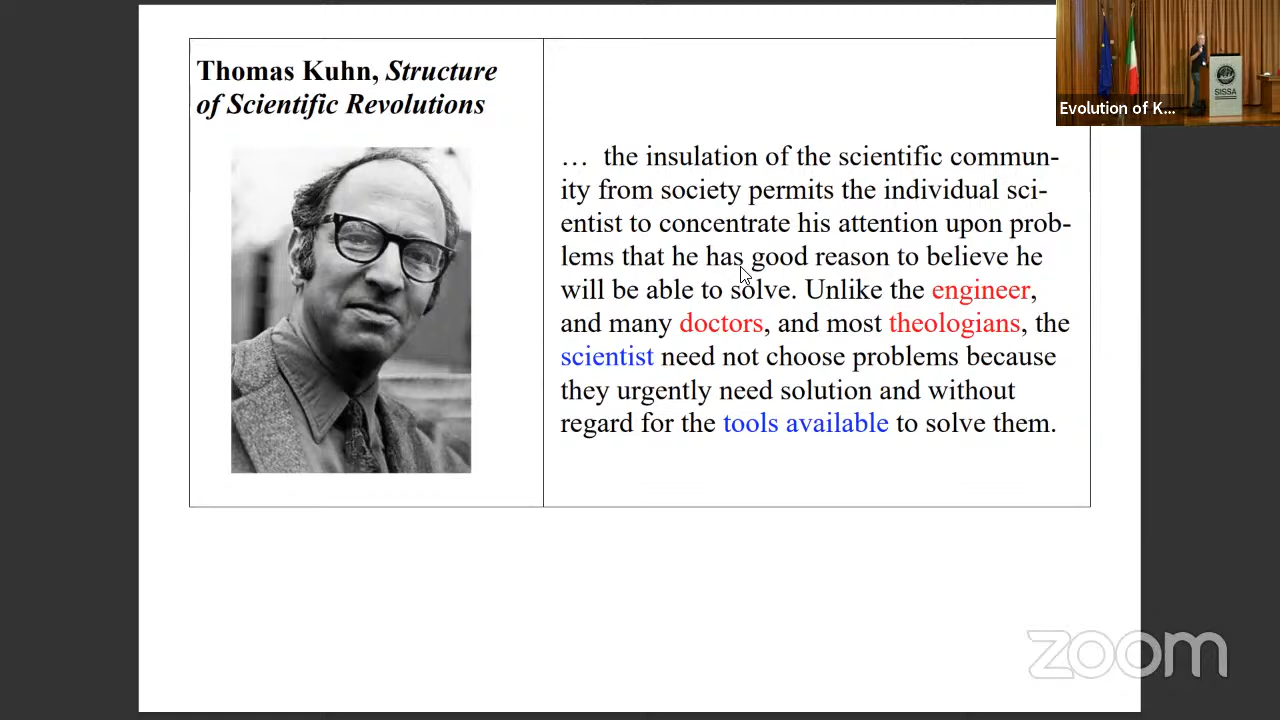 Thomas Kuhn, Structure
of Scientific Revolutions
… the insulation of the scientific commun-
ity from society permits the individual sci-
entist to concentrate his attention upon prob-
lems that he has good reason to believe he
will be able to solve. Unlike the engineer,
and many doctors, and most theologians, the
scientist need not choose problems because
they urgently need solution and without
regard for the tools available to solve them.
SISSA
Evolution of K...
zoom